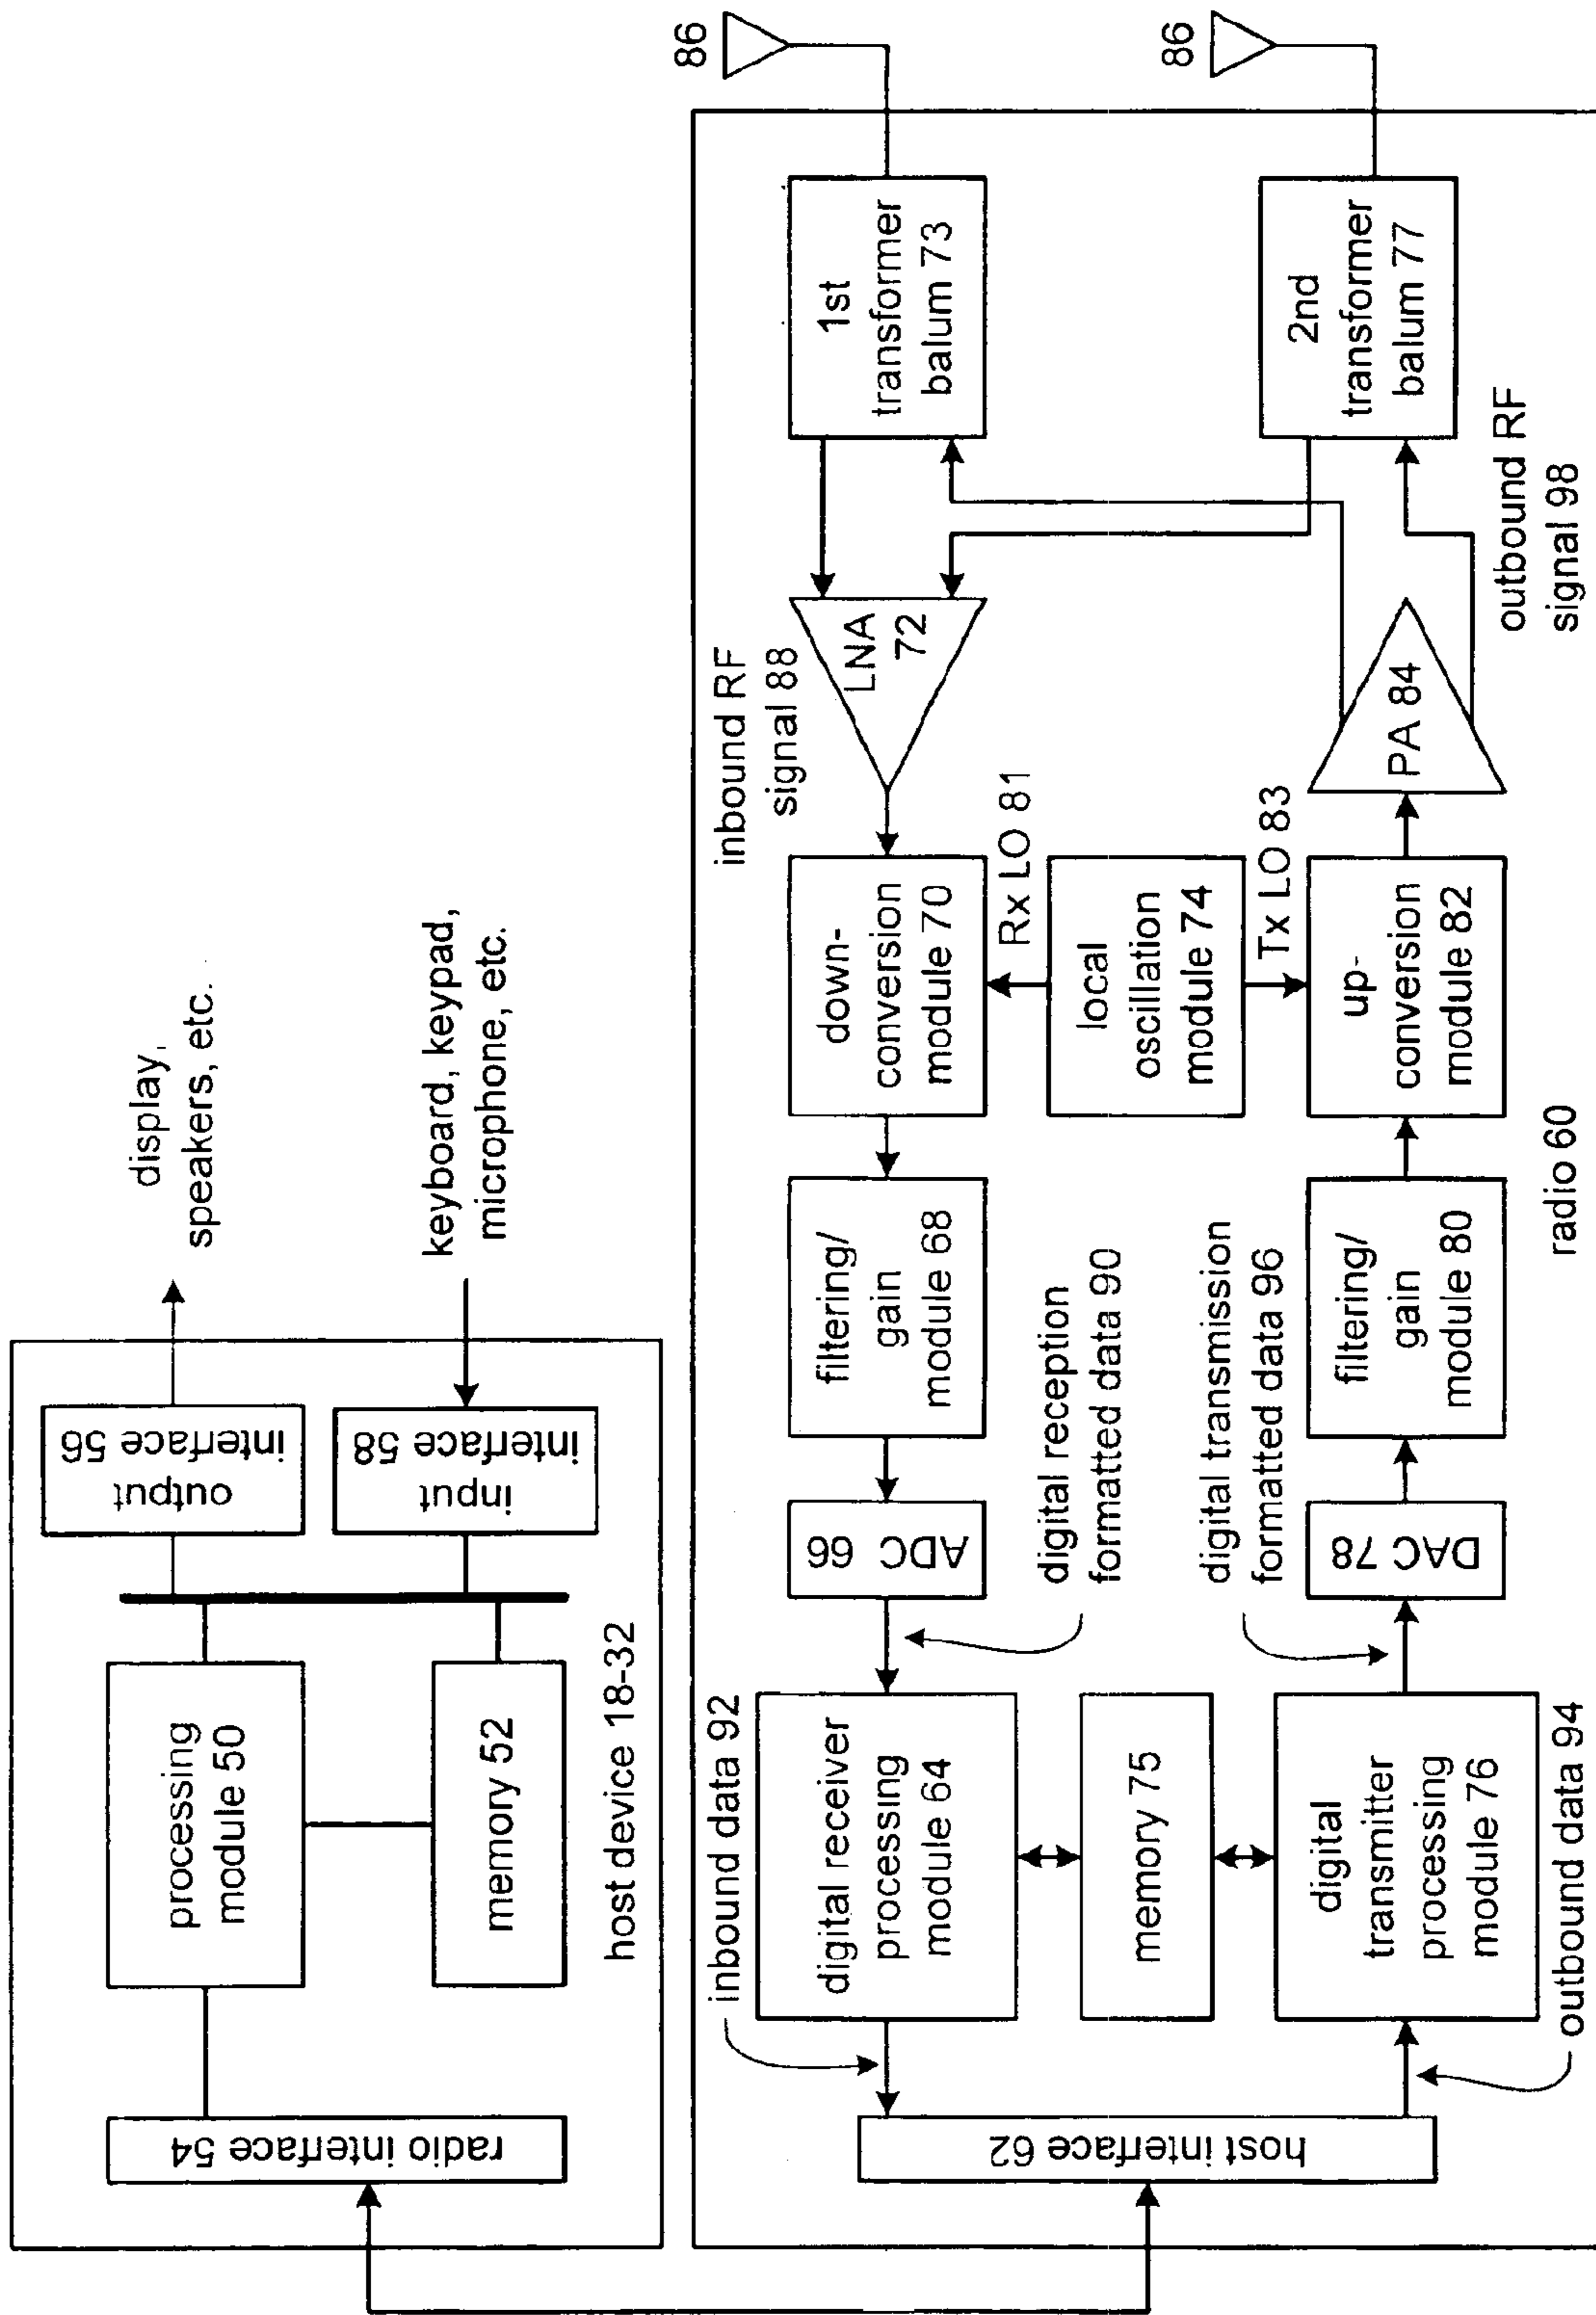 display,
speakers, etc.
keyboard, keypad,
microphone, etc.
output
interface 56
input
interface 58
processing
module 50
memory 52
radio interface 54
host device 18-32
86
86
1st
transformer
balum 73
2nd
transformer
balum 77
inbound RF
signal 88
LNA
72
outbound RF
signal 98
PA 84
down-
conversion
module 70
Rx LO 81
local
oscillation
module 74
Tx LO 83
up-
conversion
module 82
filtering/
gain
module 68
filtering/
gain
module 80
radio 60
ADC 66
digital reception
formatted data 90
digital transmission
formatted data 96
DAC 78
inbound data 92
digital receiver
processing
module 64
memory 75
digital
transmitter
processing
module 76
outbound data 94
host interface 62